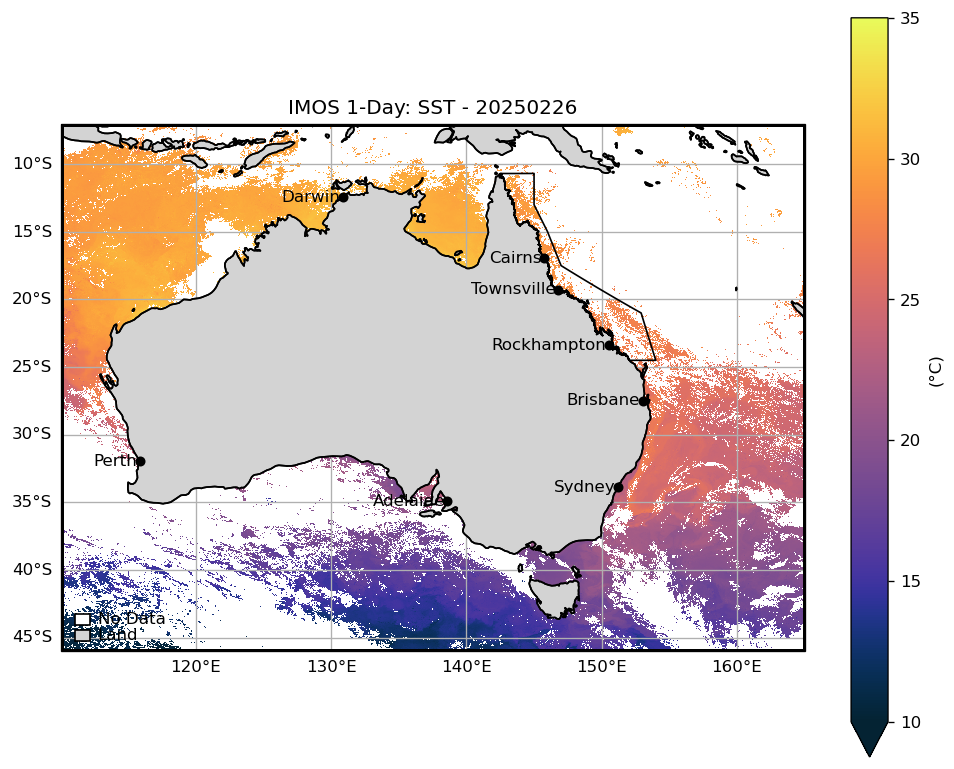 IMOS 1-Day: SST - 20250226
35
30
25
20
15
10
(°C)
10°S
15°S
20°S
25°S
30°S
35°S
40°S
45°S
120°E
130°E
140°E
150°E
160°E
Darwin
Cairns
Townsville
Rockhampton
Brisbane
Perth
Sydney
Adelaide
No Data
Land